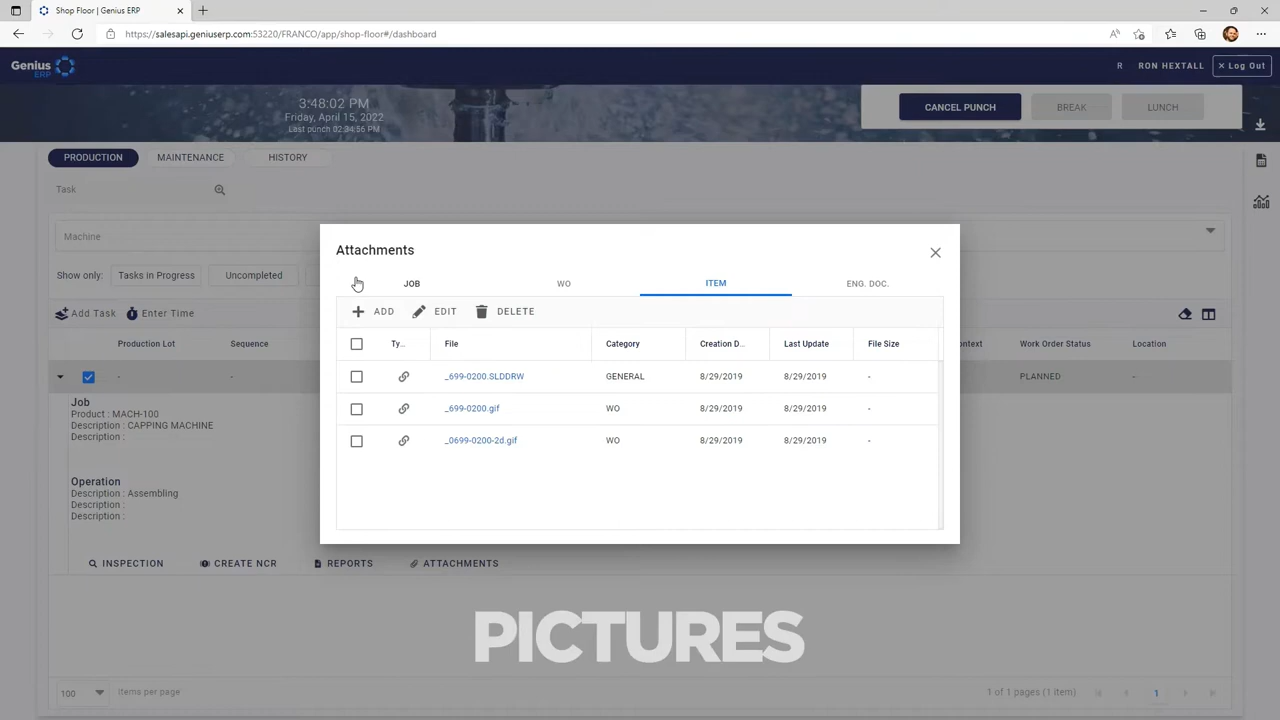 Shop Floor | Genius ERP
https://salesapi.geniuserp.com:53220/FRANCO/app/shop-floor#/dashboard
Genius
ERP
R RON HEXTALL × Log Out
3:48:02 PM
Friday, April 15, 2022
Last punch 02:34:56 PM
CANCEL PUNCH BREAK LUNCH
PRODUCTION MAINTENANCE HISTORY
Task
Machine
Show only: Tasks in Progress Uncompleted
Add Task Enter Time
Production Lot Sequence ontext Work Order Status Location
- - PLANNED -
Job
Product : MACH-100
Description : CAPPING MACHINE
Description :
Operation
Description : Assembling
Description :
Description :
INSPECTION CREATE NCR REPORTS ATTACHMENTS
Attachments
JOB WO ITEM ENG. DOC.
ADD EDIT DELETE
Ty... File Category Creation D... Last Update File Size
_699-0200.SLDDRW GENERAL 8/29/2019 8/29/2019 -
_699-0200.gif WO 8/29/2019 8/29/2019 -
_0699-0200-2d.gif WO 8/29/2019 8/29/2019 -
PICTURES
100 Items per page 1 of 1 pages (1 item) 1